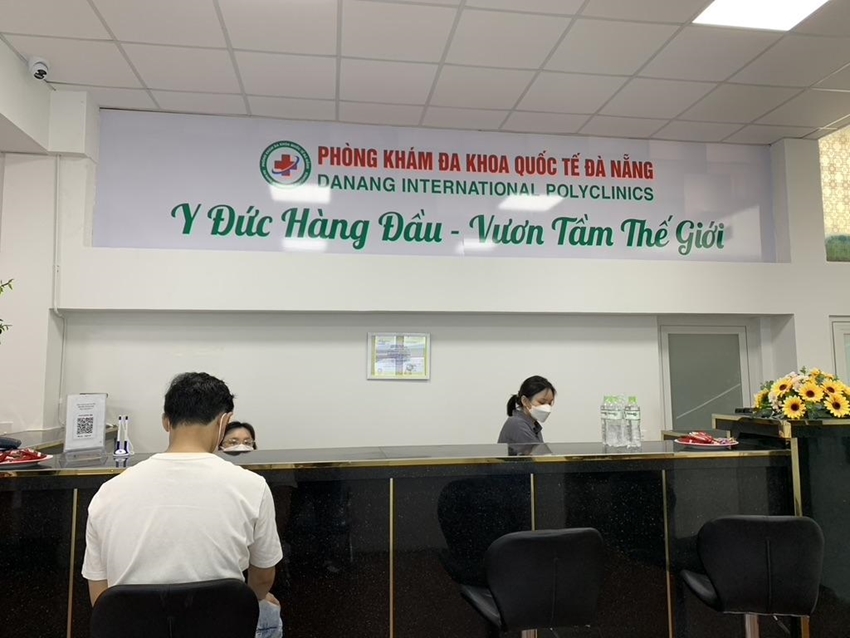 PHÒNG KHÁM ĐA KHOA QUỐC TẾ ĐÀ NẴNG
DANANG INTERNATIONAL POLYCLINICS
Y Đức Hàng Đầu - Vươn Tầm Thế Giới